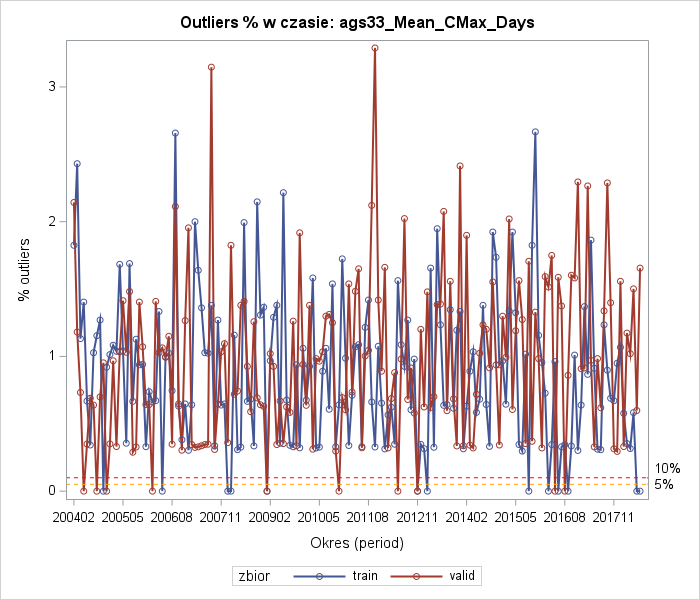 Outliers % w czasie: ags33_Mean_CMax_Days
% outliers
3
2
1
0
10%
5%
200402 200505 200608 200711 200902 201005 201108 201211 201402 201505 201608 201711
Okres (period)
zbior train valid